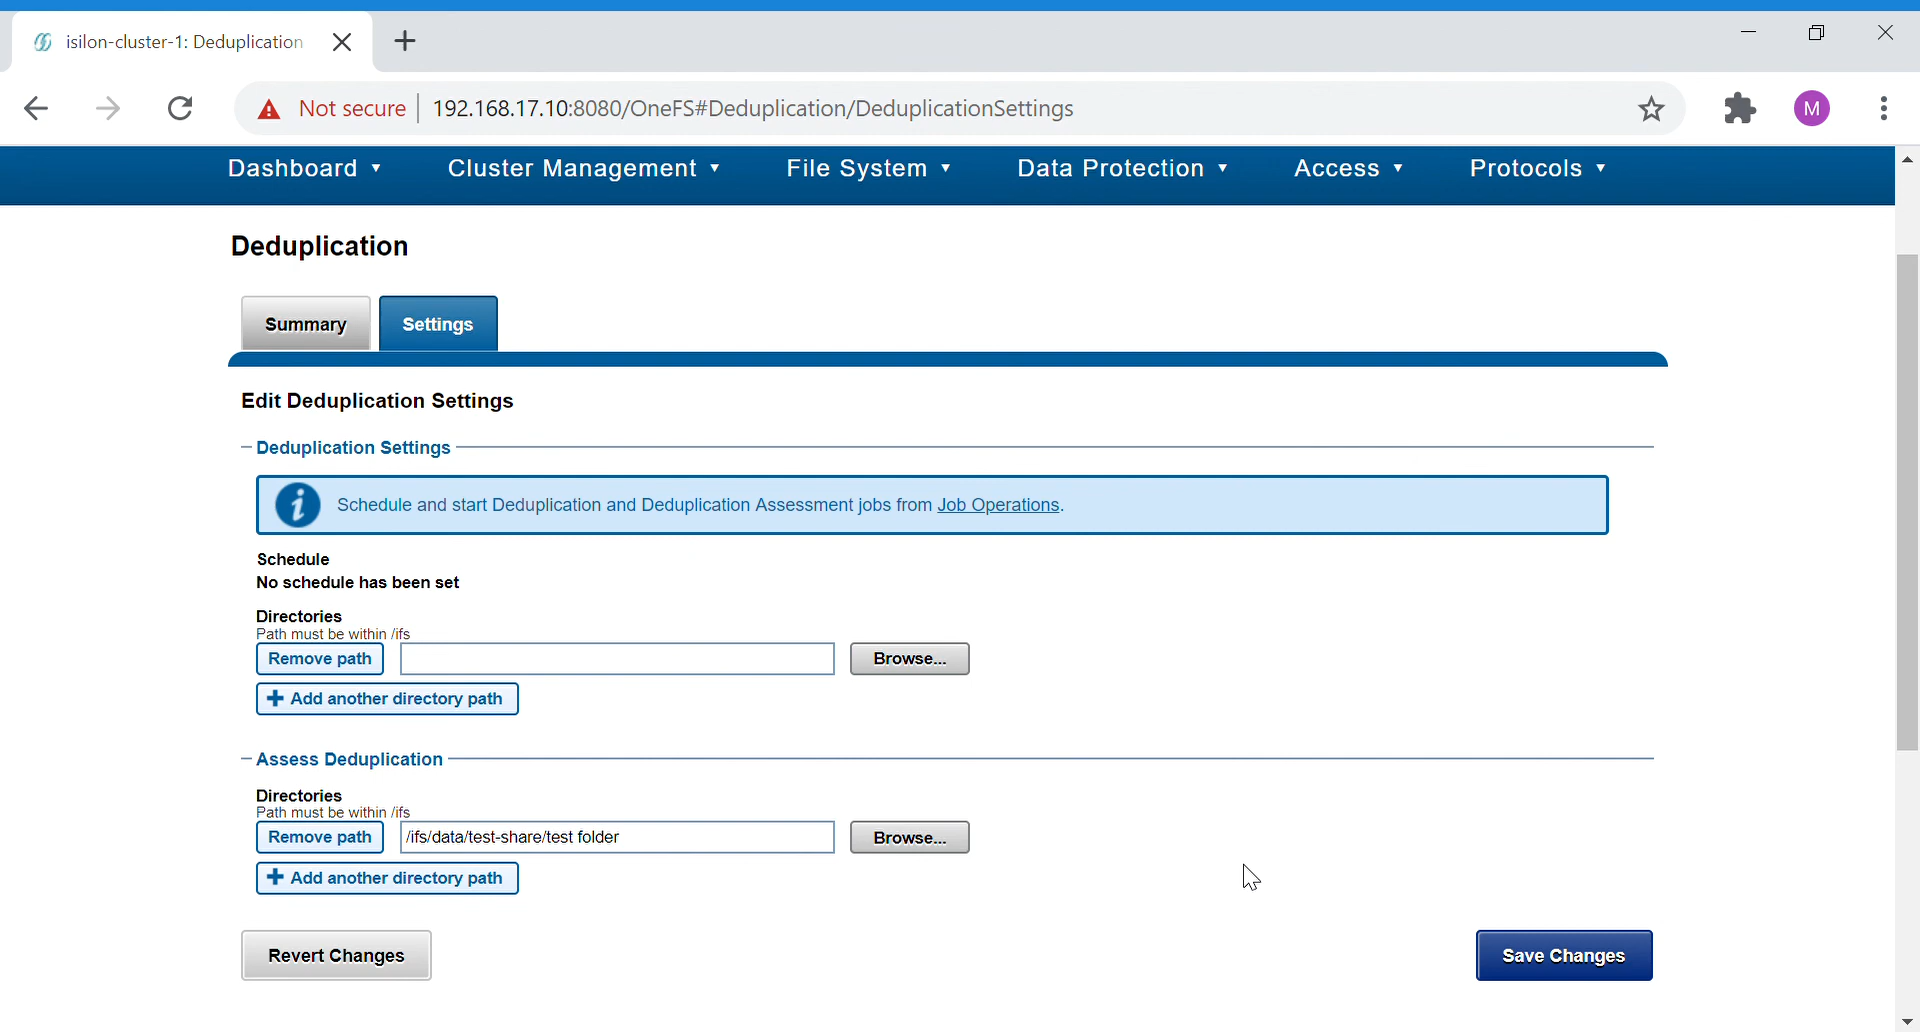 isilon-cluster-1: Deduplication
Not secure 192.168.17.10:8080/OneFS#Deduplication/DeduplicationSettings
M
Dashboard Cluster Management File System Data Protection Access Protocols
Deduplication
Summary Settings
Edit Deduplication Settings
Deduplication Settings
Schedule and start Deduplication and Deduplication Assessment jobs from Job Operations.
Schedule
No schedule has been set
Directories
Path must be within /ifs
Remove path Browse...
+ Add another directory path
Assess Deduplication
Directories
Path must be within /ifs
Remove path /ifs/data/test-share/test folder Browse...
+ Add another directory path
Revert Changes Save Changes